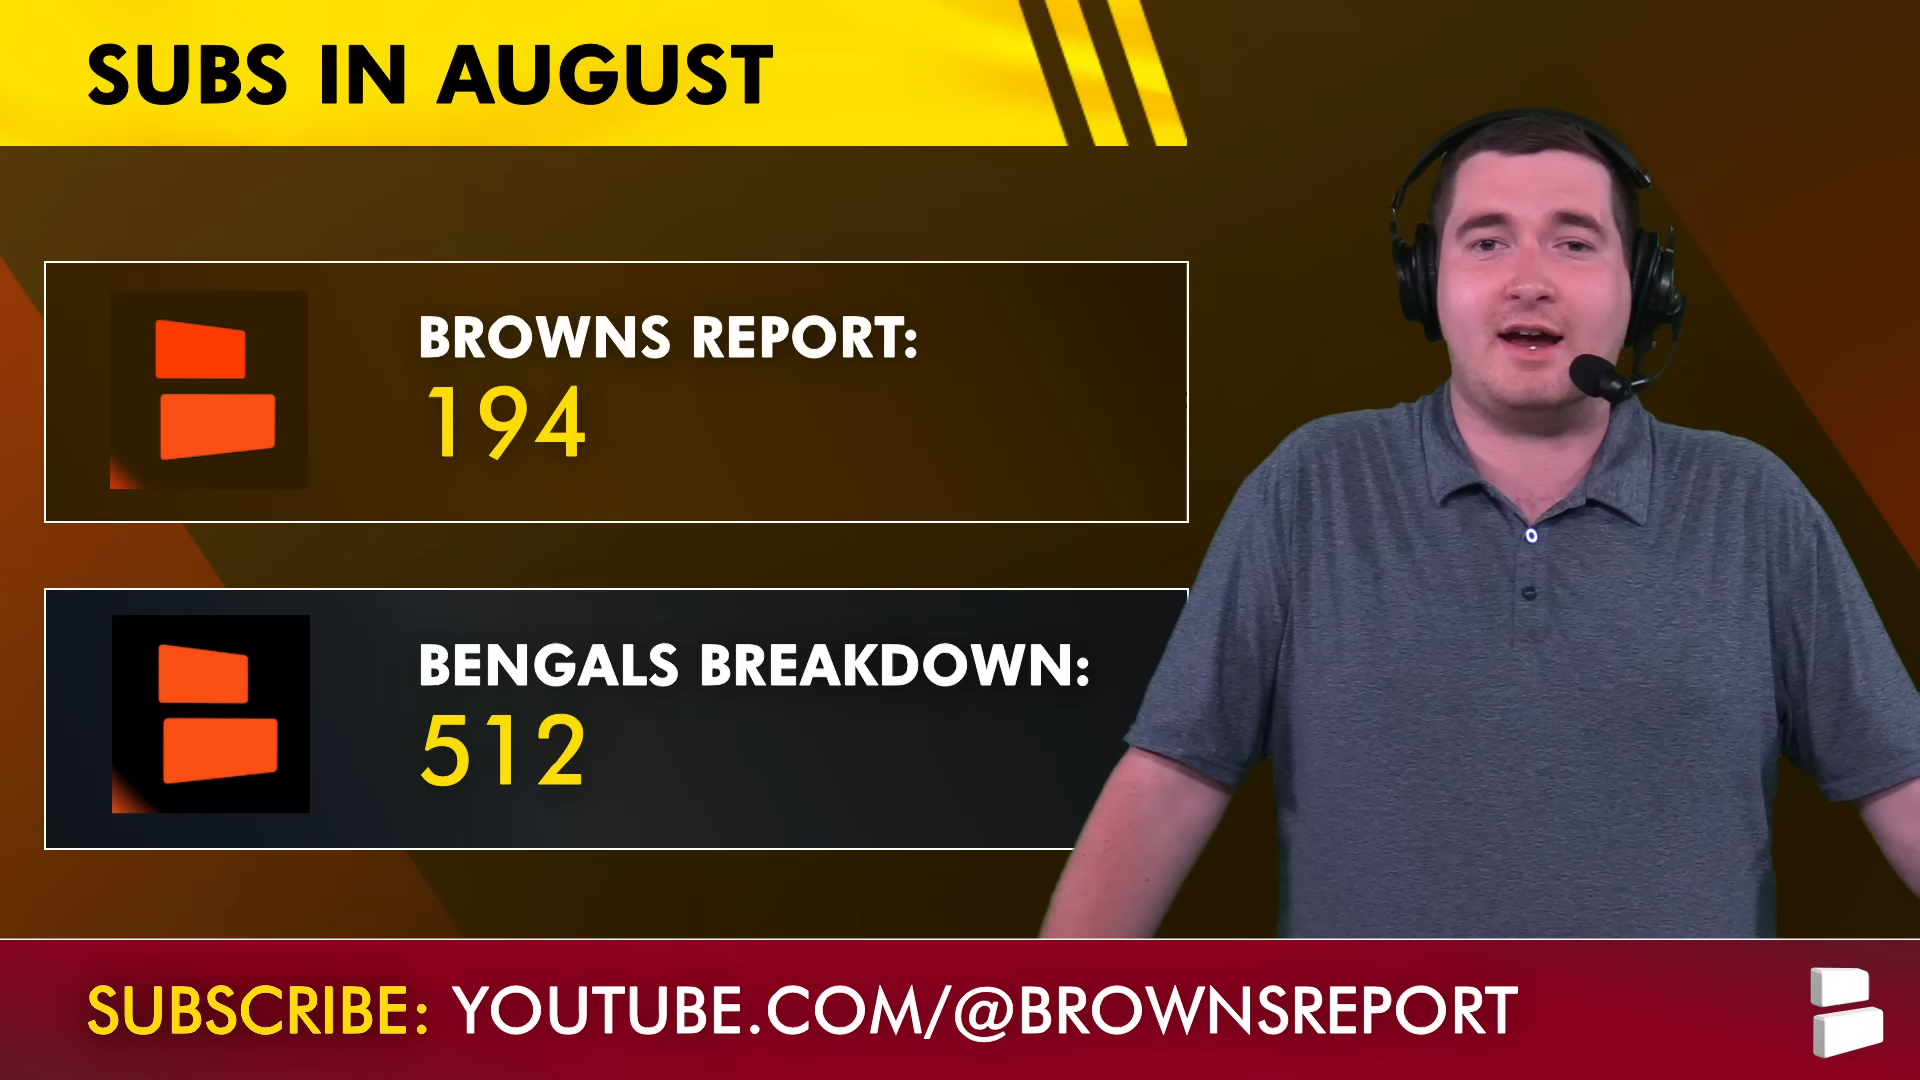 SUBS IN AUGUST
BROWNS REPORT:
194
BENGALS BREAKDOWN:
512
SUBSCRIBE: YOUTUBE.COM/@BROWNSREPORT